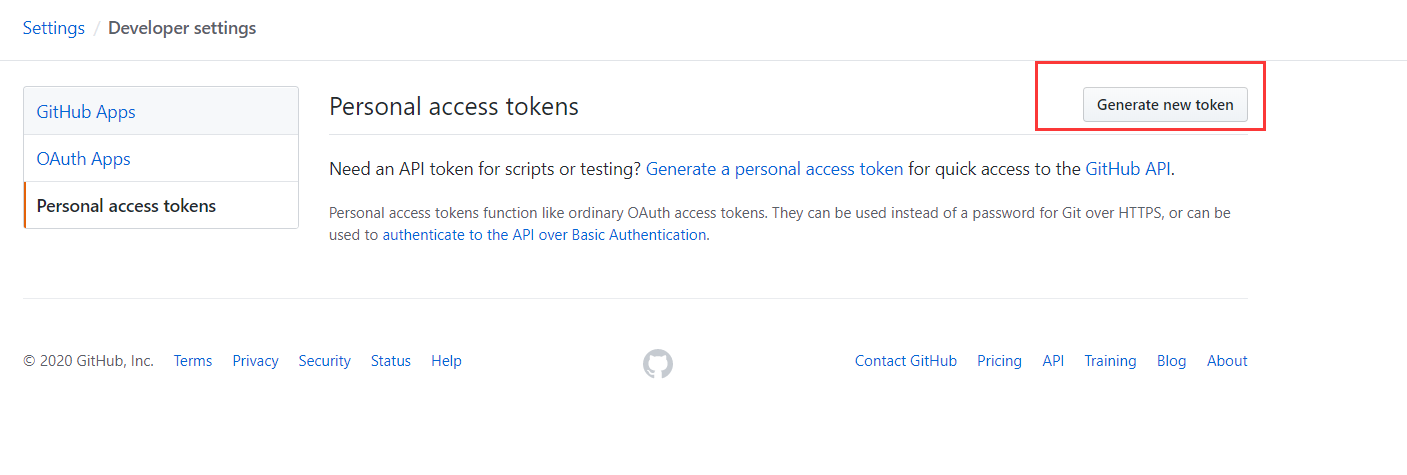 Settings / Developer settings
GitHub Apps
OAuth Apps
Personal access tokens
Personal access tokens
Generate new token
Need an API token for scripts or testing? Generate a personal access token for quick access to the GitHub API.
Personal access tokens function like ordinary OAuth access tokens. They can be used instead of a password for Git over HTTPS, or can be
used to authenticate to the API over Basic Authentication.
© 2020 GitHub, Inc. Terms Privacy Security Status Help
Contact GitHub Pricing API Training Blog About